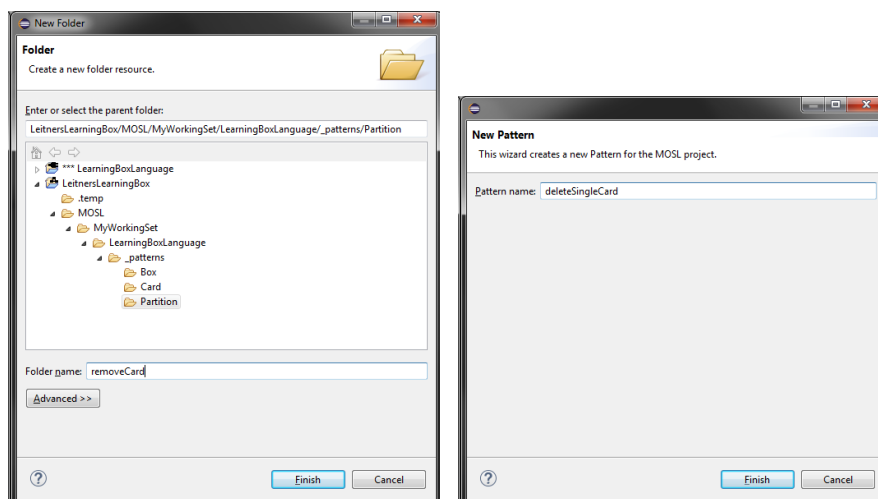 New Folder
Folder
Create a new folder resource.
Enter or select the parent folder:
LeitnersLearningBox/MOSL/MyWorkingSet/LearningBoxLanguage/_patterns/Partition
*** LearningBoxLanguage
LeitnersLearningBox
.temp
MOSL
MyWorkingSet
LearningBoxLanguage
_patterns
Box
Card
Partition
Folder name: removeCard
Advanced >>
Finish Cancel
New Pattern
This wizard creates a new Pattern for the MOSL project.
Pattern name: deleteSingleCard
Finish Cancel